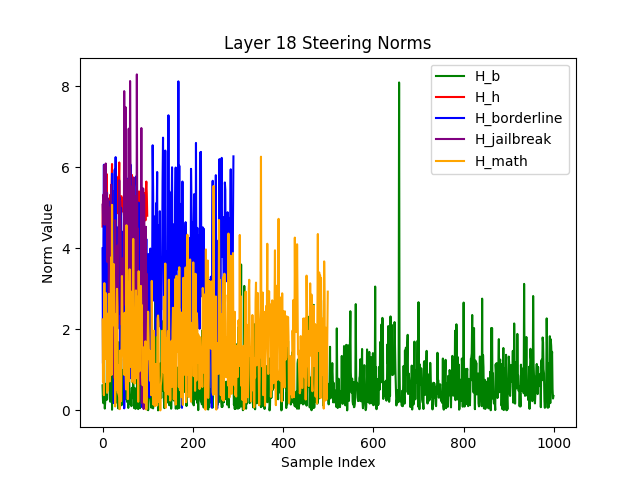 Layer 18 Steering Norms
H_b
H_h
H_borderline
H_jailbreak
H_math
Norm Value
8
6
4
2
0
0 200 400 600 800 1000
Sample Index